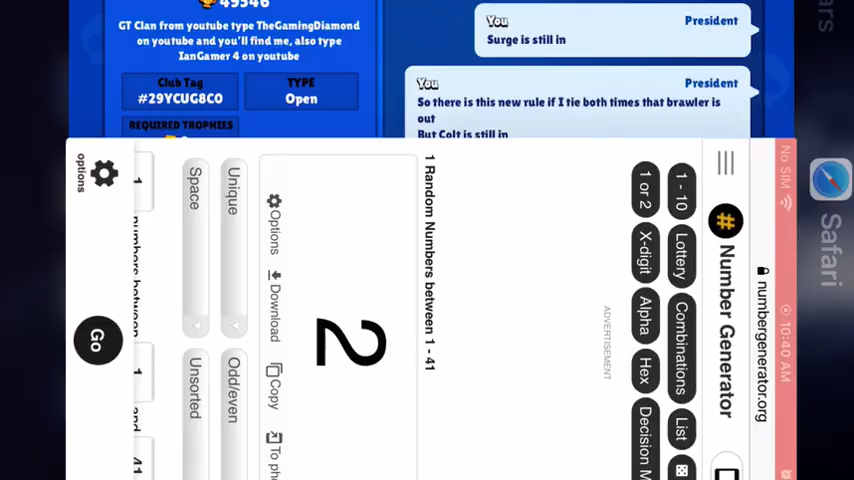 49346
GT Clan from youtube type TheGamingDiamond
on youtube and you'll find me, also type
IanGamer 4 on youtube
Club Tag
#29YCUG8C0
TYPE
Open
REQUIRED TROPHIES
You
President
Surge is still in
You
President
So there is this new rule if I tie both times that brawler is
out
But Colt is still in
Safari
No SIM
10:40 AM
numbergenerator.org
# Number Generator
1 - 10
Lottery
Combinations
List
1 or 2
X-digit
Alpha
Hex
Decision M
ADVERTISEMENT
1 Random Numbers between 1 - 41
2
Options
Download
Copy
To pho
Unique
Odd/even
Space
Unsorted
1
numbers between
1
and
41
options
Go